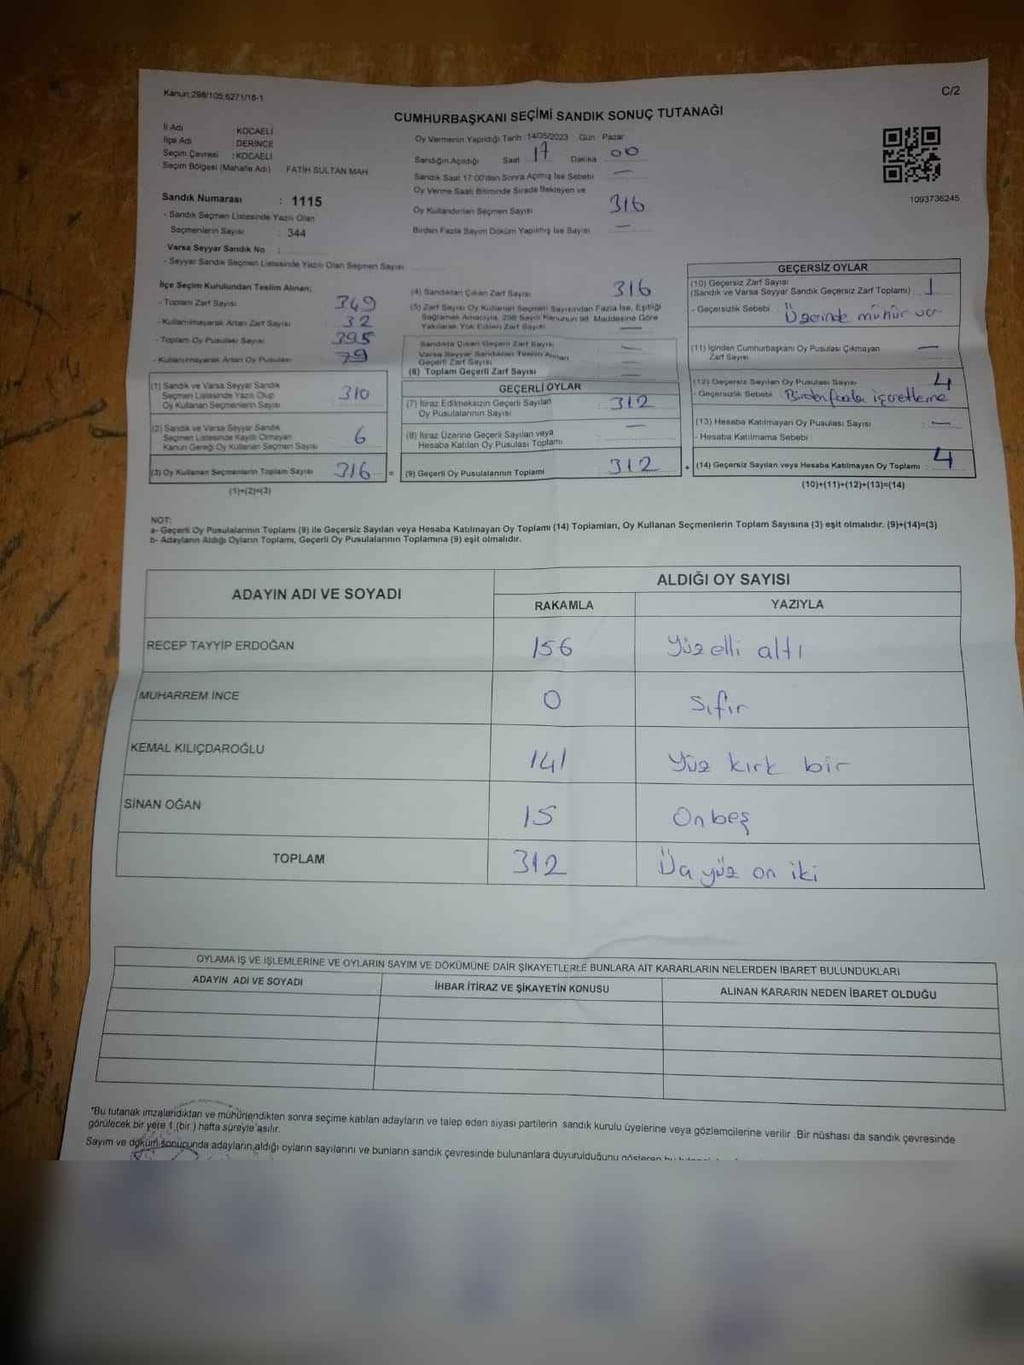 Kanun:298/105,6271/18-1
C/2
CUMHURBAŞKANI SEÇİMİ SANDIK SONUÇ TUTANAĞI
İl Adı KOCAELİ
İlçe Adı DERİNCE
Seçim Çevresi :KOCAELİ
Seçim Bölgesi (Mahalle Adı) FATİH SULTAN MAH
Sandık Numarası : 1115
- Sandık Seçmen Listesinde Yazılı Olan
Seçmenlerin Sayısı : 344
Varsa Seyyar Sandık No
- Seyyar Sandık Seçmen Listesinde Yazılı Olan Seçmen Sayısı
Oy Vermenin Yapıldığı Tarih 14/05/2023 Gün Pazar
Sandığın Açıldığı Saat 17 Dakika 00
Sandık Saat 17:00'dan Sonra Açılmış İse Sebebi —
Oy Verme Saati Bitiminde Sırada Bekleyen ve
Oy Kullandırılan Seçmen Sayısı 316
Birden Fazla Sayım Döküm Yapılmış İse Sayısı —
1093736245
İlçe Seçim Kurulundan Teslim Alınan;
- Toplam Zarf Sayısı 349
- Kullanılmayarak Artan Zarf Sayısı 32
- Toplam Oy Pusulası Sayısı 395
- Kullanılmayarak Artan Oy Pusulası 79
(1) Sandık ve Varsa Seyyar Sandık
Seçmen Listesinde Yazılı Olup
Oy Kullanan Seçmenlerin Sayısı 310
(2) Sandık ve Varsa Seyyar Sandık
Seçmen Listesinde Kayıtlı Olmayan
Kanun Gereği Oy Kullanan Seçmen Sayısı 6
(3) Oy Kullanan Seçmenlerin Toplam Sayısı 316 =
(1)+(2)=(3)
(4) Sandıktan Çıkan Zarf Sayısı 316
(5) Zarf Sayısı Oy Kullanan Seçmen Sayısından Fazla İse, Eşitliği
Sağlamak Amacıyla, 298 Sayılı Kanunun 98. Maddesine Göre
Yakılarak Yok Edilen Zarf Sayısı —
Sandıkta Çıkan Geçerli Zarf Sayısı —
Varsa Seyyar Sandıktan Teslim Alınan
Geçerli Zarf Sayısı —
(6) Toplam Geçerli Zarf Sayısı —
GEÇERLİ OYLAR
(7) İtiraz Edilmeksizin Geçerli Sayılan
Oy Pusulalarının Sayısı 312
(8) İtiraz Üzerine Geçerli Sayılan veya
Hesaba Katılan Oy Pusulası Toplamı —
(9) Geçerli Oy Pusulalarının Toplamı 312 +
GEÇERSİZ OYLAR
(10) Geçersiz Zarf Sayısı
(Sandık ve Varsa Seyyar Sandık Geçersiz Zarf Toplamı) 1
- Geçersizlik Sebebi Üzerinde mühür var
(11) İçinden Cumhurbaşkanı Oy Pusulası Çıkmayan
Zarf Sayısı —
(12) Geçersiz Sayılan Oy Pusulası Sayısı 4
- Geçersizlik Sebebi Birden fazla işaretleme
(13) Hesaba Katılmayan Oy Pusulası Sayısı —
- Hesaba Katılmama Sebebi
(14) Geçersiz Sayılan veya Hesaba Katılmayan Oy Toplamı 4
(10)+(11)+(12)+(13)=(14)
NOT:
a- Geçerli Oy Pusulalarının Toplamı (9) ile Geçersiz Sayılan veya Hesaba Katılmayan Oy Toplamı (14) Toplamları, Oy Kullanan Seçmenlerin Toplam Sayısına (3) eşit olmalıdır. (9)+(14)=(3)
b- Adayların Aldığı Oyların Toplamı, Geçerli Oy Pusulalarının Toplamına (9) eşit olmalıdır.
ADAYIN ADI VE SOYADI
ALDIĞI OY SAYISI
RAKAMLA YAZIYLA
RECEP TAYYİP ERDOĞAN 156 Yüz elli altı
MUHARREM İNCE 0 Sıfır
KEMAL KILIÇDAROĞLU 141 Yüz kırk bir
SİNAN OĞAN 15 Onbeş
TOPLAM 312 Üç yüz on iki
OYLAMA İŞ VE İŞLEMLERİNE VE OYLARIN SAYIM VE DÖKÜMÜNE DAİR ŞİKAYETLERLE BUNLARA AİT KARARLARIN NELERDEN İBARET BULUNDUKLARI
ADAYIN ADI VE SOYADI İHBAR İTİRAZ VE ŞİKAYETİN KONUSU ALINAN KARARIN NEDEN İBARET OLDUĞU
"Bu tutanak imzalandıktan ve mühürlendikten sonra seçime katılan adayların ve talep eden siyasi partilerin sandık kurulu üyelerine veya gözlemcilerine verilir .Bir nüshası da sandık çevresinde
görülecek bir yere 1 (bir ) hafta süreyle asılır.
Sayım ve döküm sonucunda adayların aldığı oyların sayılarını ve bunların sandık çevresinde bulunanlara duyurulduğunu gösteren